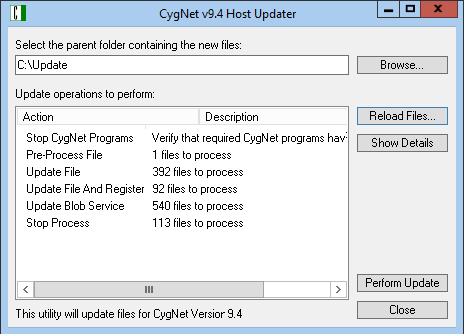 CygNet v9.4 Host Updater
Select the parent folder containing the new files:
C:\Update
Browse...
Update operations to perform:
Action Description
Reload Files...
Stop CygNet Programs Verify that required CygNet programs hav
Show Details
Pre-Process File 1 files to process
Update File 392 files to process
Update File And Register 92 files to process
Update Blob Service 540 files to process
Stop Process 113 files to process
Perform Update
This utility will update files for CygNet Version 9.4
Close